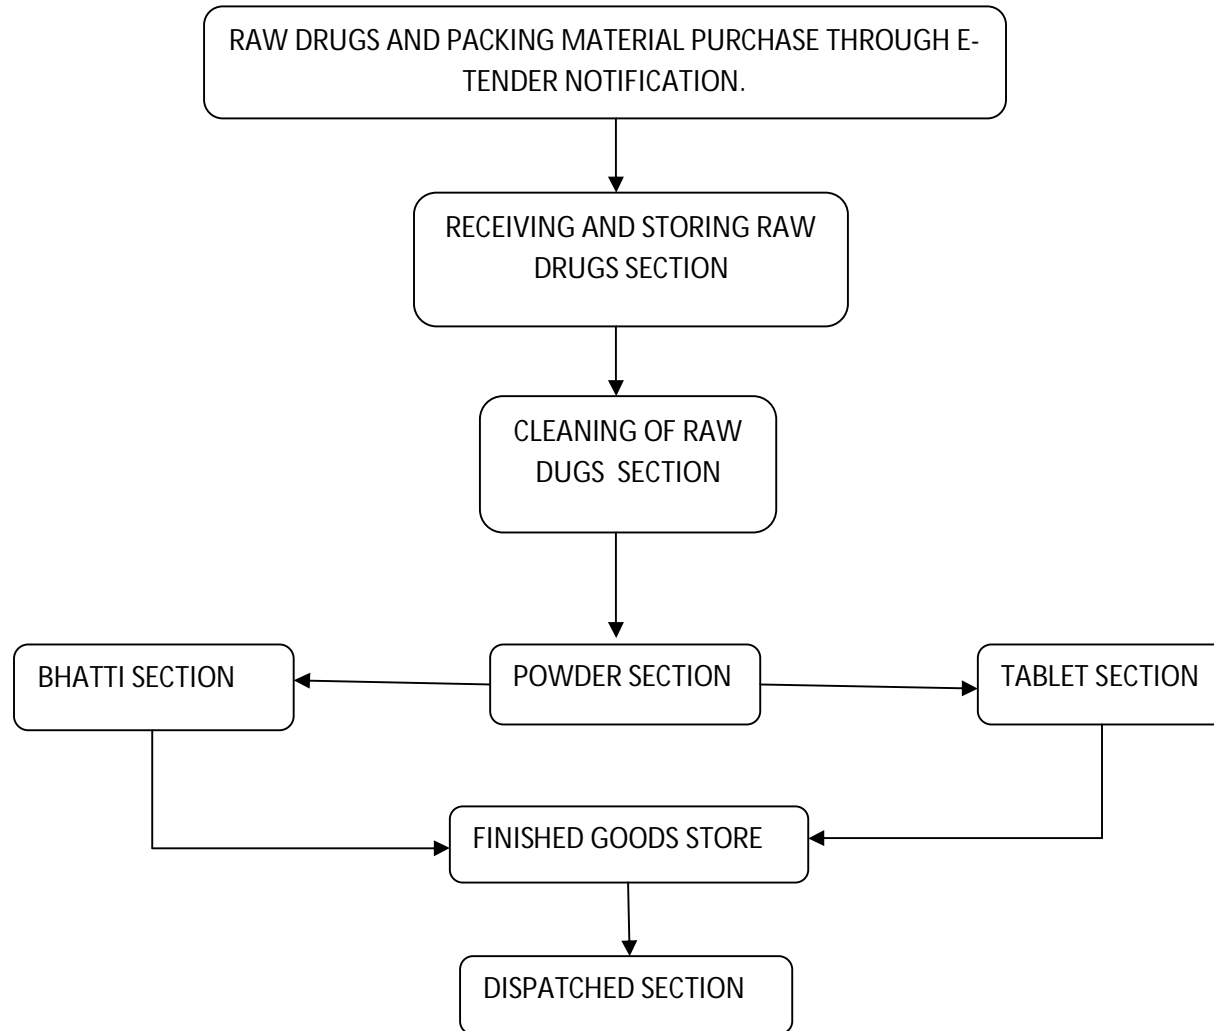 RAW DRUGS AND PACKING MATERIAL PURCHASE THROUGH E-
TENDER NOTIFICATION.
RECEIVING AND STORING RAW
DRUGS SECTION
CLEANING OF RAW
DUGS  SECTION
BHATTI SECTION
POWDER SECTION
TABLET SECTION
FINISHED GOODS STORE
DISPATCHED SECTION